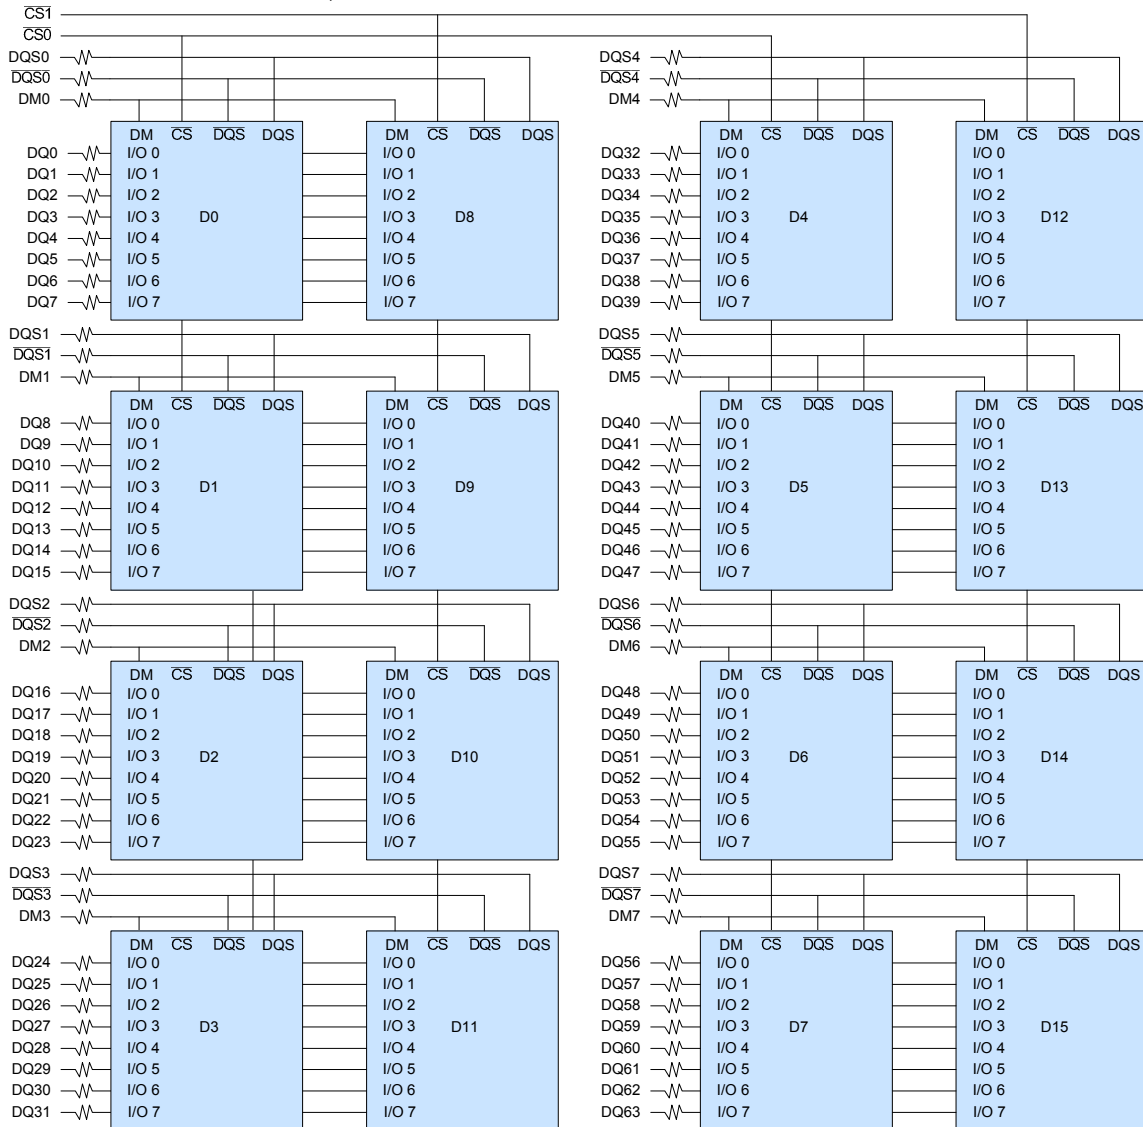 CS1
CS0
DQS0
DQS0
DM0
DM CS DQS DQS
DM CS DQS DQS
DQ0 I/O 0 I/O 0
DQ1 I/O 1 I/O 1
DQ2 I/O 2 I/O 2
DQ3 I/O 3 D0 I/O 3 D8
DQ4 I/O 4 I/O 4
DQ5 I/O 5 I/O 5
DQ6 I/O 6 I/O 6
DQ7 I/O 7 I/O 7
DQS1
DQS1
DM1
DM CS DQS DQS
DM CS DQS DQS
DQ8 I/O 0 I/O 0
DQ9 I/O 1 I/O 1
DQ10 I/O 2 I/O 2
DQ11 I/O 3 D1 I/O 3 D9
DQ12 I/O 4 I/O 4
DQ13 I/O 5 I/O 5
DQ14 I/O 6 I/O 6
DQ15 I/O 7 I/O 7
DQS2
DQS2
DM2
DM CS DQS DQS
DM CS DQS DQS
DQ16 I/O 0 I/O 0
DQ17 I/O 1 I/O 1
DQ18 I/O 2 I/O 2
DQ19 I/O 3 D2 I/O 3 D10
DQ20 I/O 4 I/O 4
DQ21 I/O 5 I/O 5
DQ22 I/O 6 I/O 6
DQ23 I/O 7 I/O 7
DQS3
DQS3
DM3
DM CS DQS DQS
DM CS DQS DQS
DQ24 I/O 0 I/O 0
DQ25 I/O 1 I/O 1
DQ26 I/O 2 I/O 2
DQ27 I/O 3 D3 I/O 3 D11
DQ28 I/O 4 I/O 4
DQ29 I/O 5 I/O 5
DQ30 I/O 6 I/O 6
DQ31 I/O 7 I/O 7
DQS4
DQS4
DM4
DM CS DQS DQS
DM CS DQS DQS
DQ32 I/O 0 I/O 0
DQ33 I/O 1 I/O 1
DQ34 I/O 2 I/O 2
DQ35 I/O 3 D4 I/O 3 D12
DQ36 I/O 4 I/O 4
DQ37 I/O 5 I/O 5
DQ38 I/O 6 I/O 6
DQ39 I/O 7 I/O 7
DQS5
DQS5
DM5
DM CS DQS DQS
DM CS DQS DQS
DQ40 I/O 0 I/O 0
DQ41 I/O 1 I/O 1
DQ42 I/O 2 I/O 2
DQ43 I/O 3 D5 I/O 3 D13
DQ44 I/O 4 I/O 4
DQ45 I/O 5 I/O 5
DQ46 I/O 6 I/O 6
DQ47 I/O 7 I/O 7
DQS6
DQS6
DM6
DM CS DQS DQS
DM CS DQS DQS
DQ48 I/O 0 I/O 0
DQ49 I/O 1 I/O 1
DQ50 I/O 2 I/O 2
DQ51 I/O 3 D6 I/O 3 D14
DQ52 I/O 4 I/O 4
DQ53 I/O 5 I/O 5
DQ54 I/O 6 I/O 6
DQ55 I/O 7 I/O 7
DQS7
DQS7
DM7
DM CS DQS DQS
DM CS DQS DQS
DQ56 I/O 0 I/O 0
DQ57 I/O 1 I/O 1
DQ58 I/O 2 I/O 2
DQ59 I/O 3 D7 I/O 3 D15
DQ60 I/O 4 I/O 4
DQ61 I/O 5 I/O 5
DQ62 I/O 6 I/O 6
DQ63 I/O 7 I/O 7